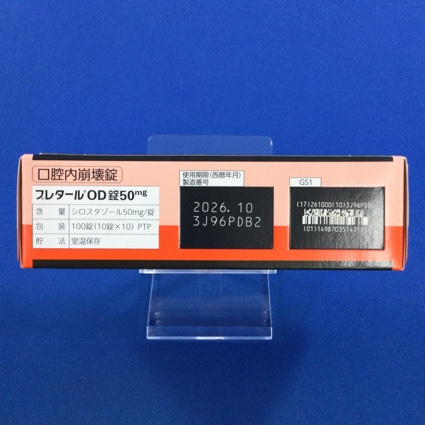 口腔内崩壊錠
プレタール®OD錠50mg
含 量 シロスタゾール50mg/錠
包 装 100錠(10錠×10) PTP
貯 法 室温保存
使用期限(西暦年月)
製造番号
2026.10
3J96PDB2
GS1
(17)261000(10)3J96PDB2